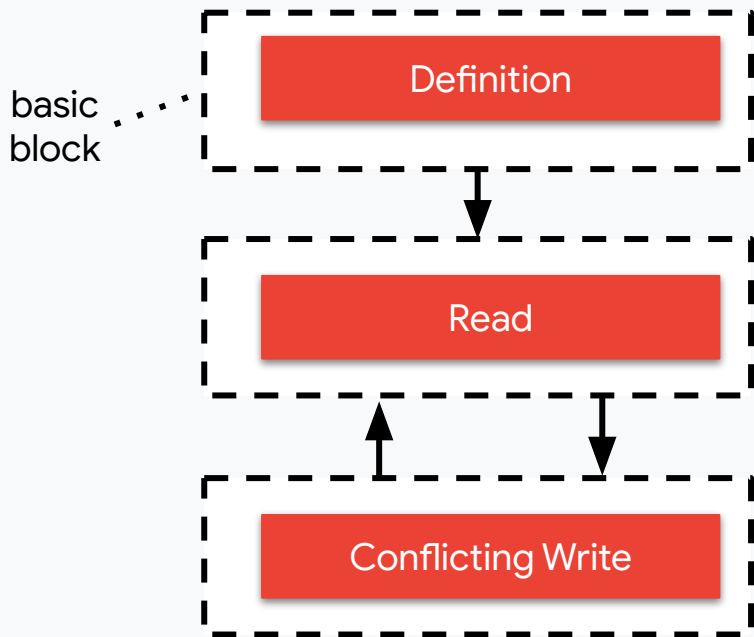 Definition
basic
block
Read
Conflicting Write